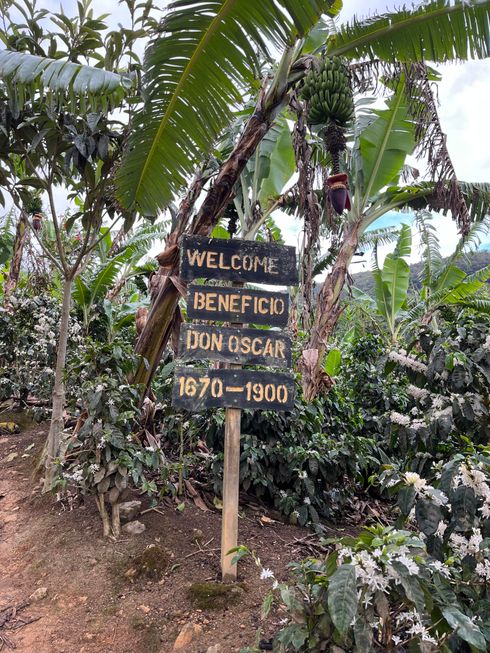 WELCOME
BENEFICIO
DON OSCAR
1670-1900